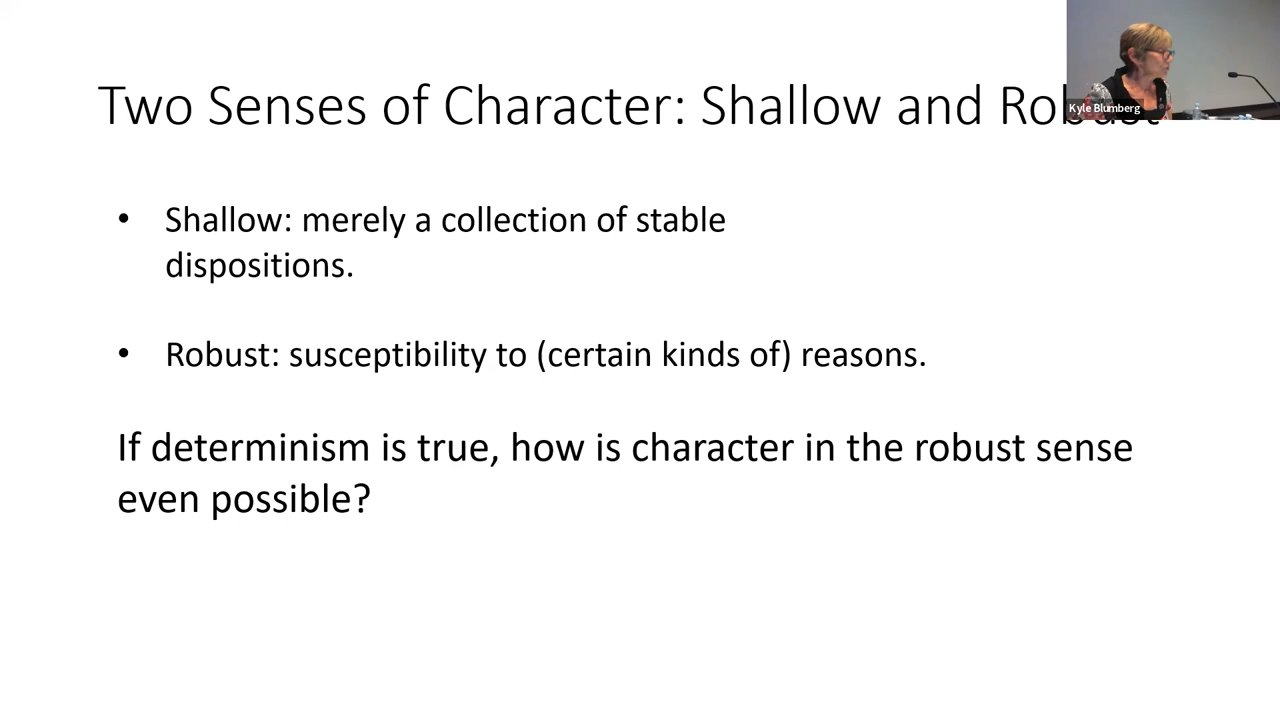 Two Senses of Character: Shallow and Robust
Kyle Blumberg
• Shallow: merely a collection of stable
dispositions.
• Robust: susceptibility to (certain kinds of) reasons.
If determinism is true, how is character in the robust sense
even possible?